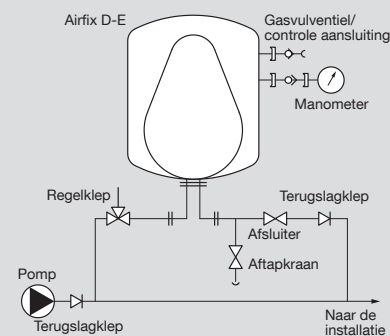 Airfix D-E
Gasvulventiel/
controle aansluiting
Manometer
Regelklep
Terugslagklep
Afsluiter
Aftapkraan
Pomp
Terugslagklep
Naar de
installatie